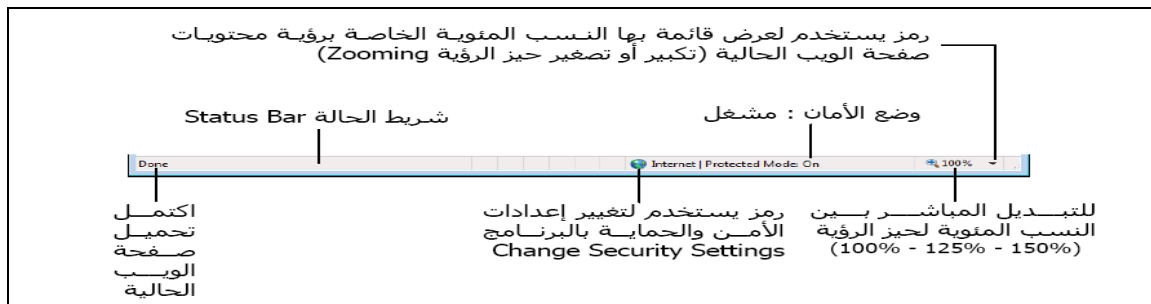 رمز يستخدم لعرض قائمة بها النسب المئوية الخاصة برؤية محتويات
صفحة الويب الحالية (تكبير أو تصغير حيز الرؤية Zooming)
شريط الحالة Status Bar
وضع الأمان : مشغل
Done
Internet | Protected Mode: On
100%
اكتمل
تحميل
صفحة
الويب
الحالية
رمز يستخدم لتغيير إعدادات
الأمن والحماية بالبرنامج
Change Security Settings
للتبديل المباشر بين
النسب المئوية لحيز الرؤية
(100% - 125% - 150%)